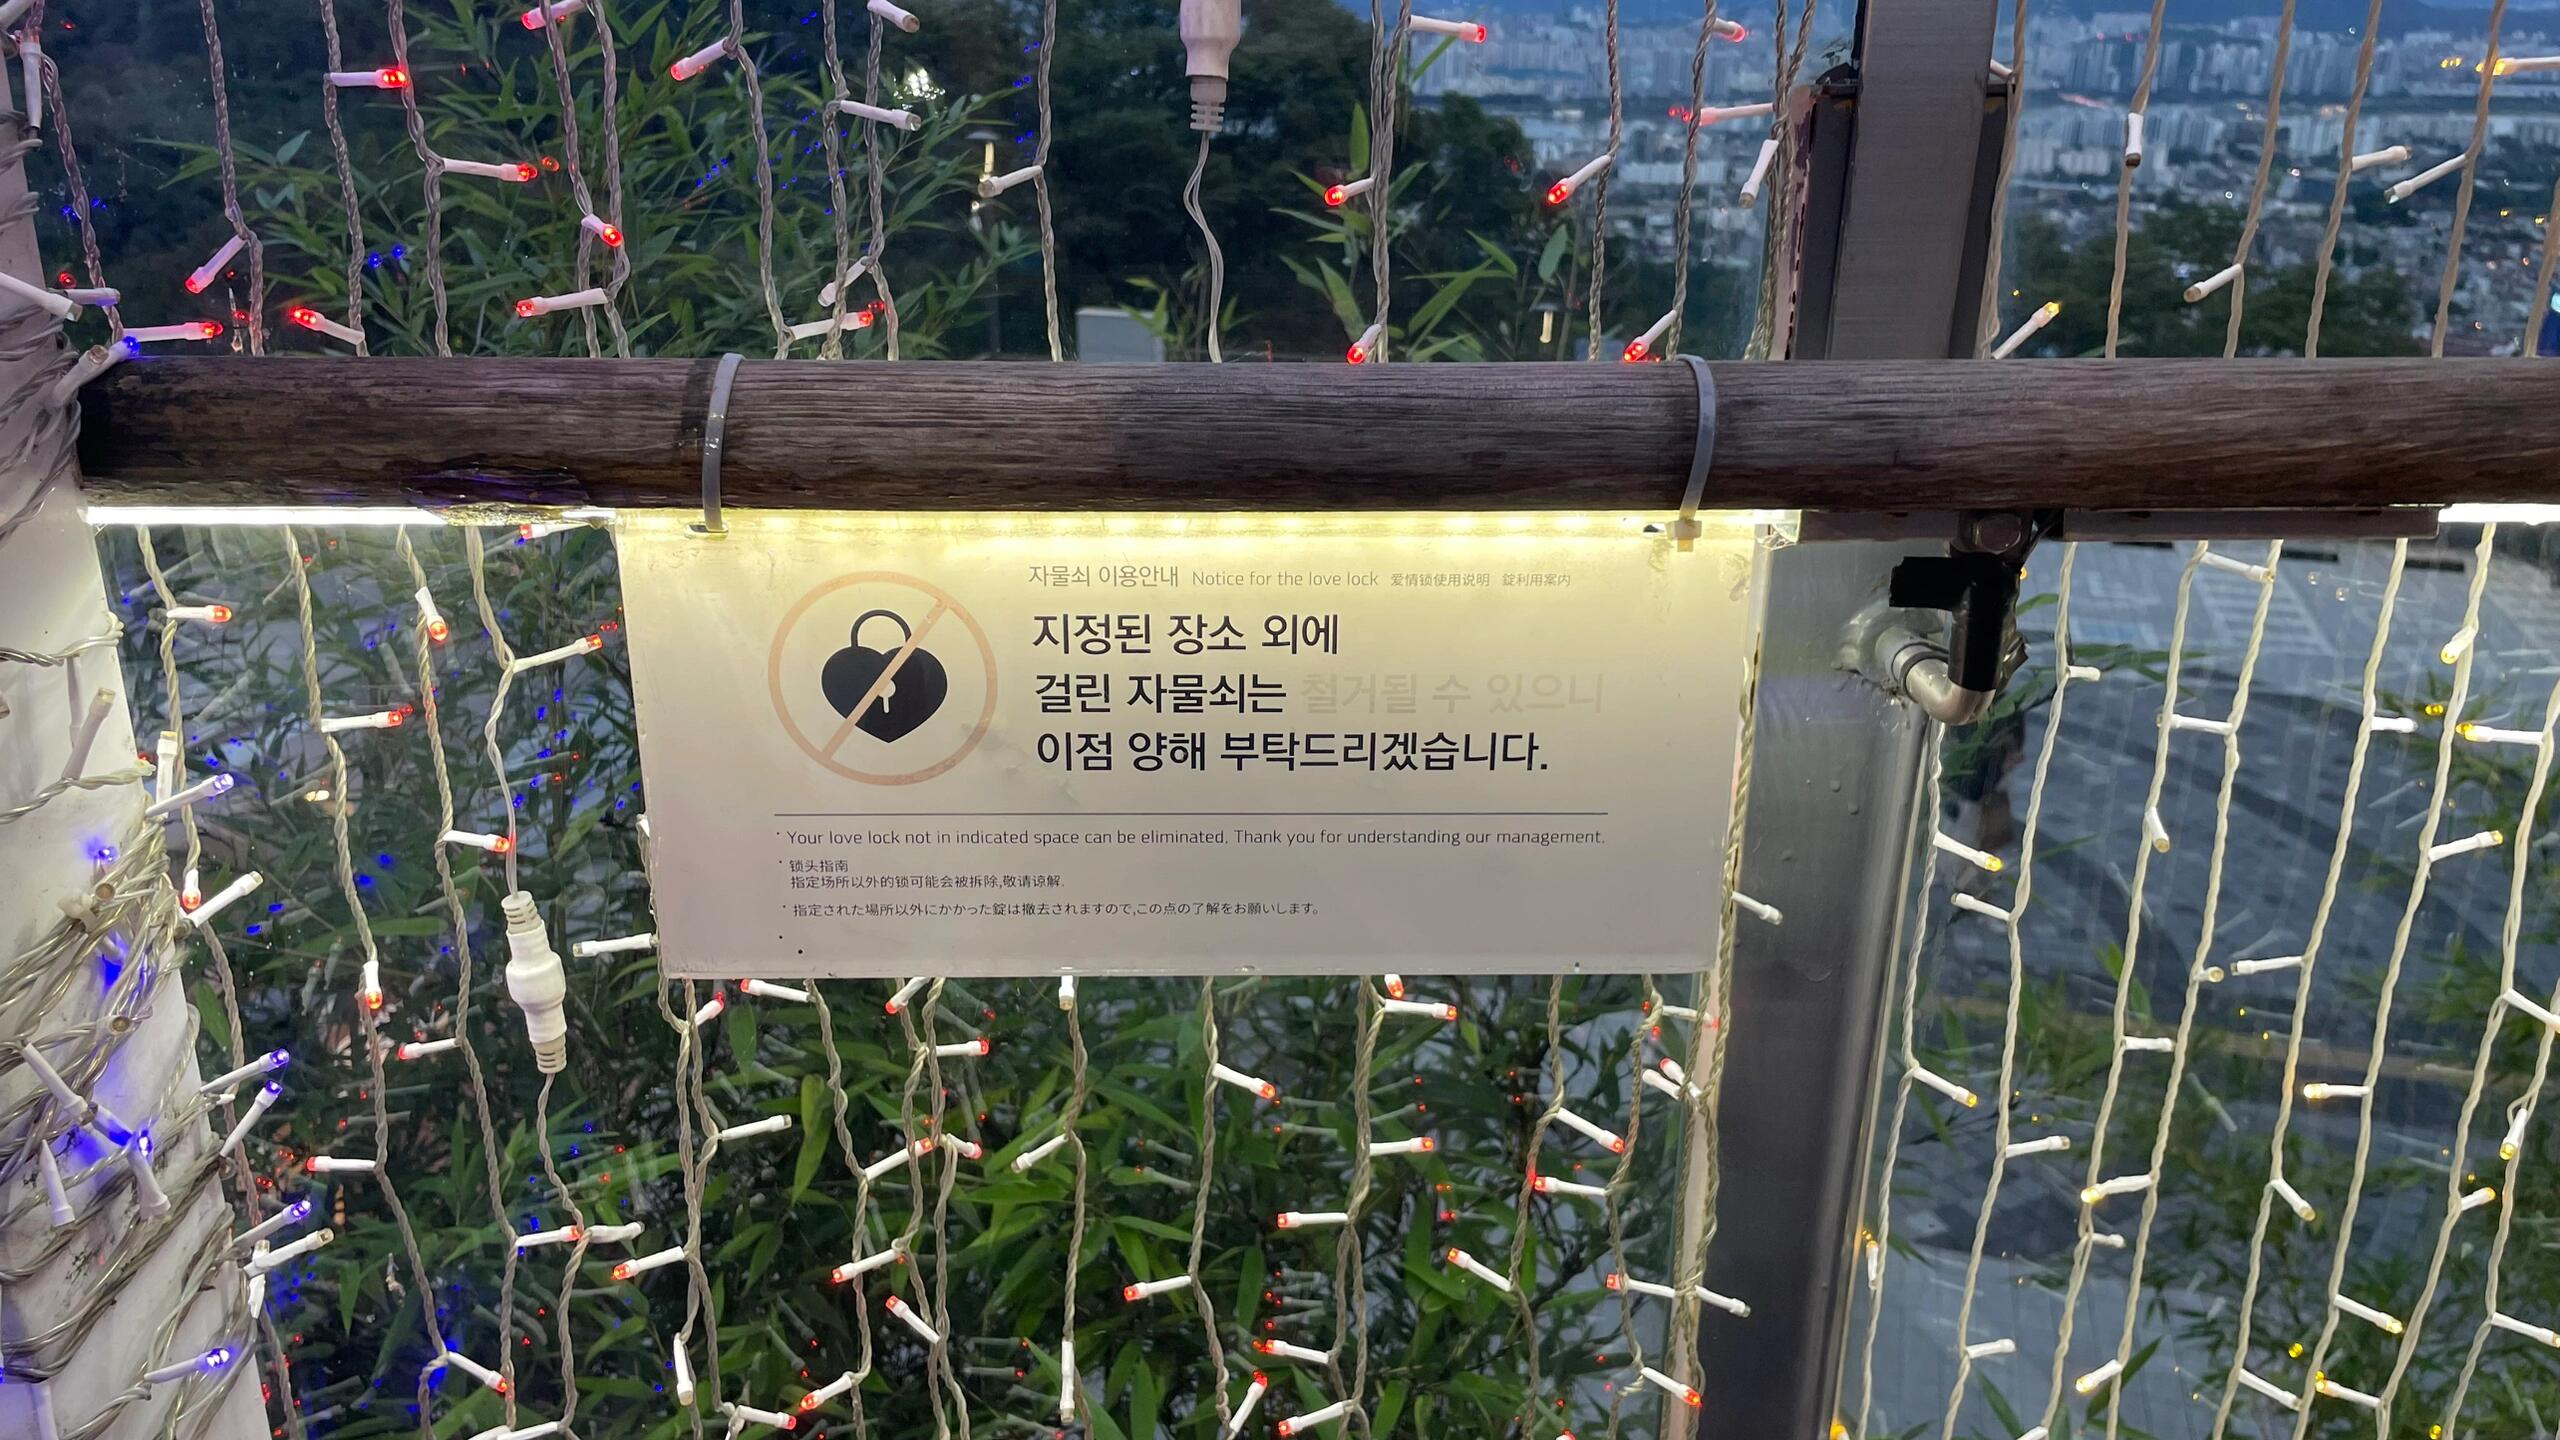 자물쇠 이용안내 Notice for the love lock 爱情锁使用说明 錠利用案内
지정된 장소 외에
걸린 자물쇠는 철거될 수 있으니
이점 양해 부탁드리겠습니다.
· Your love lock not in indicated space can be eliminated. Thank you for understanding our management.
· 锁头指南
指定场所以外的锁可能会被拆除,敬请谅解.
· 指定された場所以外にかかった錠は撤去されますので,この点の了解をお願いします。